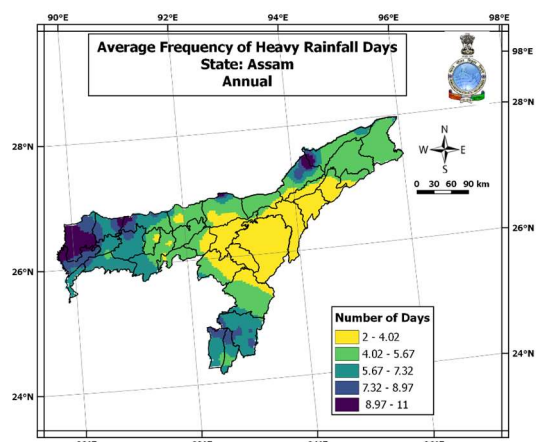 90°E 92°E 94°E 96°E 98°E
Average Frequency of Heavy Rainfall Days
State: Assam
Annual
98°E
28°N
28°N
N
W E
S
0 30 60 90 km
26°N
26°N
24°N
24°N
Number of Days
2 - 4.02
4.02 - 5.67
5.67 - 7.32
7.32 - 8.97
8.97 - 11